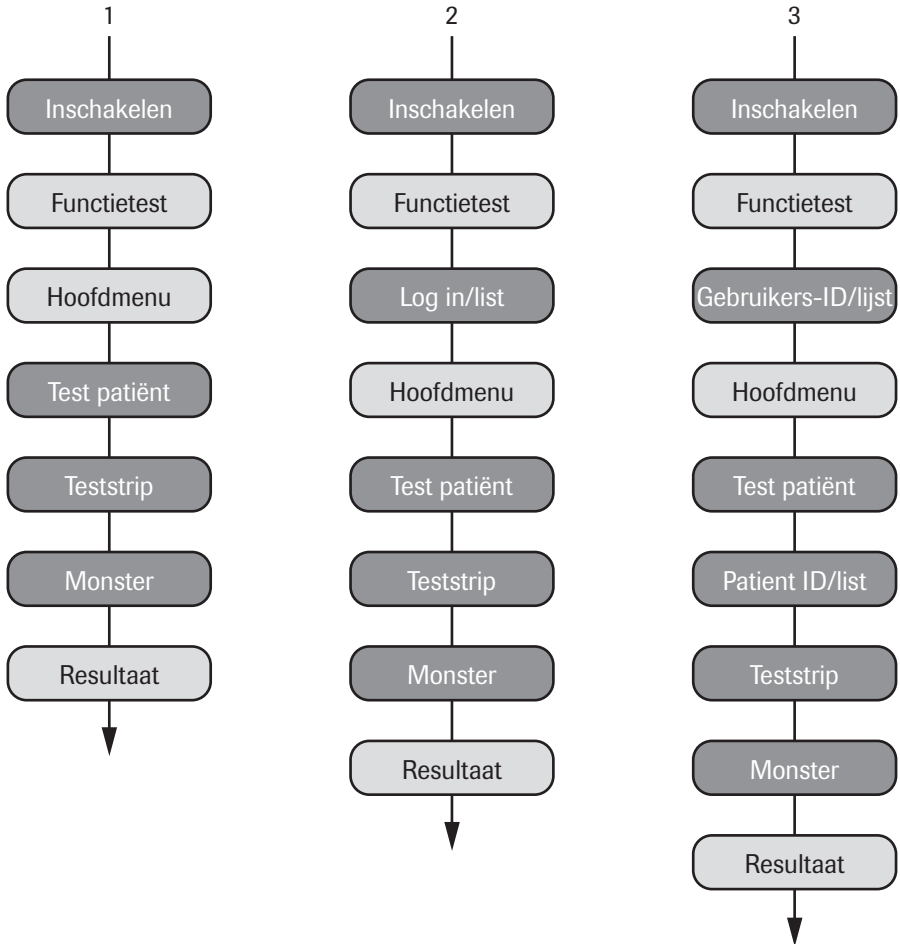 1
Inschakelen
Functietest
Hoofdmenu
Test patiënt
Teststrip
Monster
Resultaat
2
Inschakelen
Functietest
Log in/list
Hoofdmenu
Test patiënt
Teststrip
Monster
Resultaat
3
Inschakelen
Functietest
Gebruikers-ID/lijst
Hoofdmenu
Test patiënt
Patient ID/list
Teststrip
Monster
Resultaat